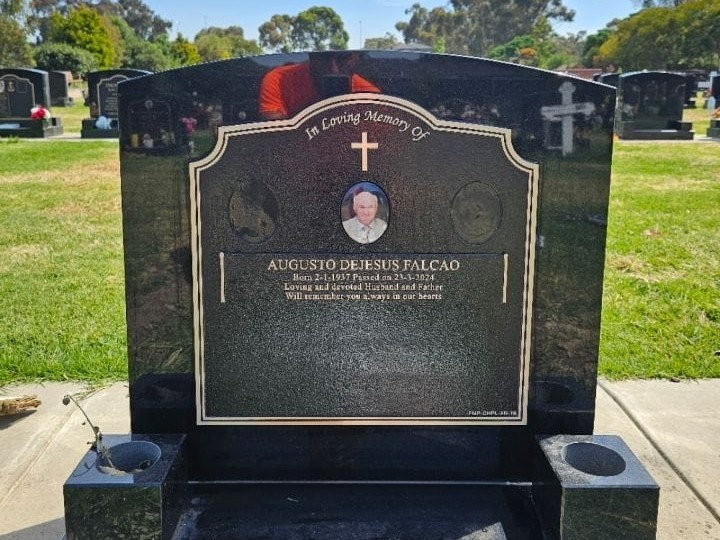 In Loving Memory Of
AUGUSTO DEJESUS FALCAO
Born 2-1-1937 Passed on 23-3-2024
Loving and devoted Husband and Father
Will remember you always in our hearts